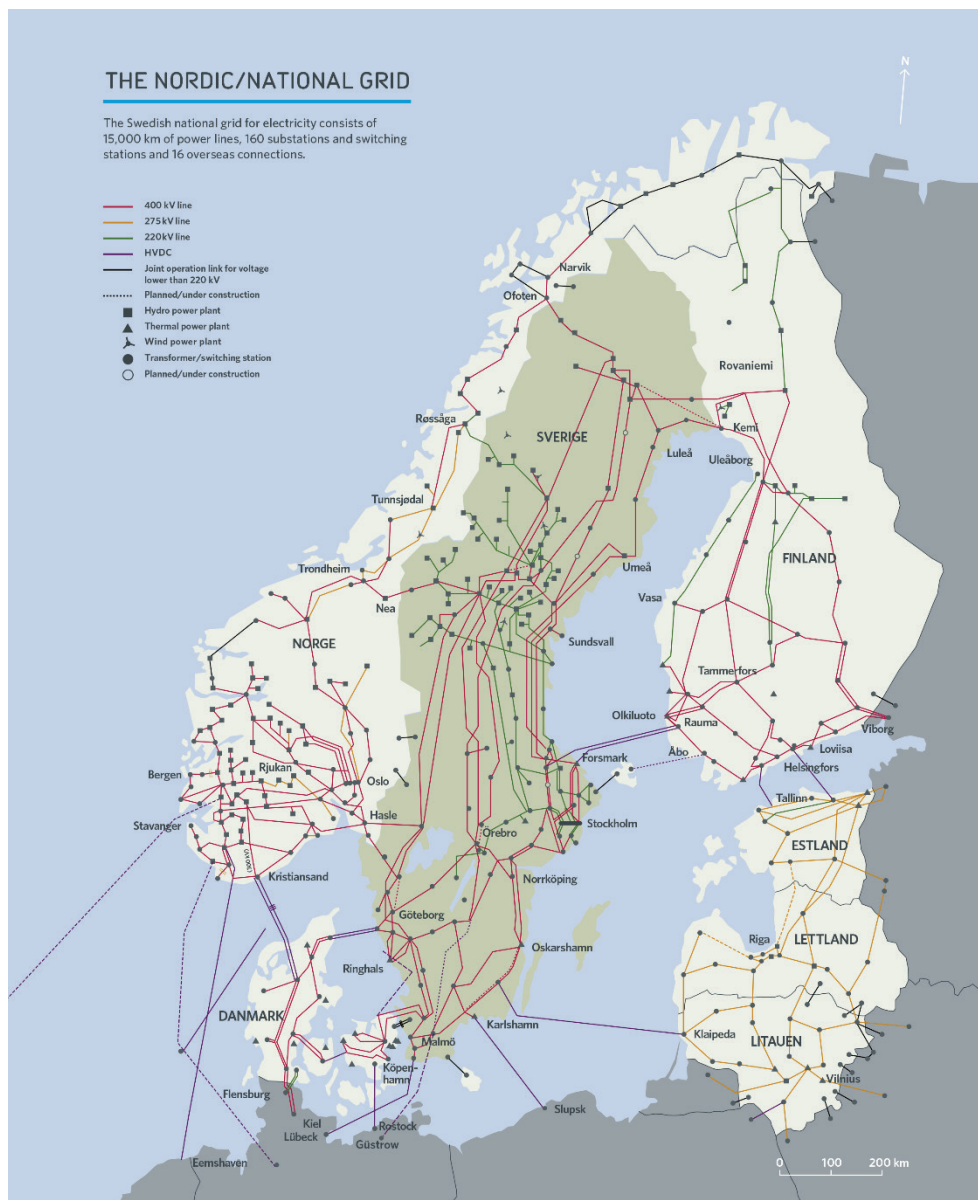 THE NORDIC/NATIONAL GRID
The Swedish national grid for electricity consists of
15,000 km of power lines, 160 substations and switching
stations and 16 overseas connections.
400 kV line
275 kV line
220 kV line
HVDC
Joint operation link for voltage
lower than 220 kV
Planned/under construction
Hydro power plant
Thermal power plant
Wind power plant
Transformer/switching station
Planned/under construction
N
Narvik
Ofoten
Rovaniemi
Røssåga
SVERIGE
Kemi
Luleå
Uleåborg
Tunnsjødal
FINLAND
Trondheim
Umeå
Nea
Vasa
NORGE
Sundsvall
Tammerfors
Olkiluoto
Rauma
Viborg
Loviisa
Åbo
Helsingfors
Forsmark
Bergen
Rjukan
Oslo
Tallinn
Stavanger
Hasle
Örebro
Stockholm
ESTLAND
(300 kV)
Kristiansand
Norrköping
Göteborg
Riga
LETTLAND
Oskarshamn
Ringhals
DANMARK
Karlshamn
Klaipeda
LITAUEN
Malmö
Köpen-
hamn
Vilnius
Flensburg
Kiel
Slupsk
Lübeck
Rostock
Güstrow
Eemshaven
0 100 200 km